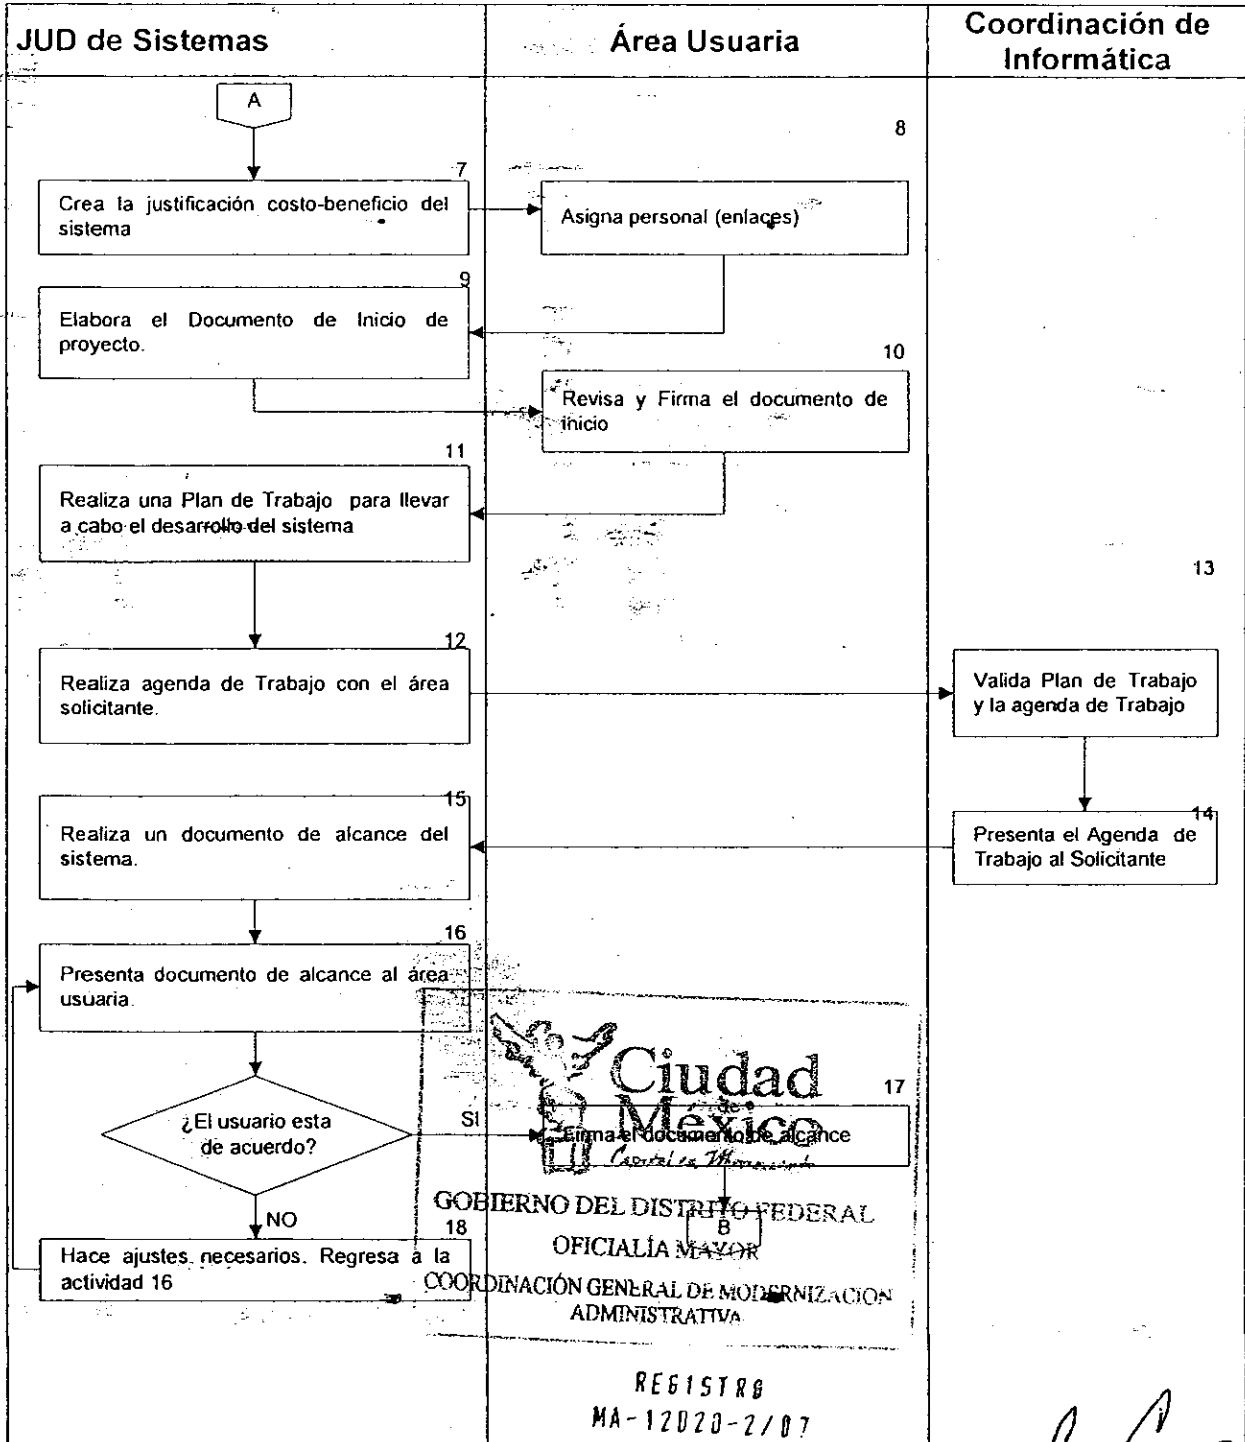 JUD de Sistemas
Área Usuaria
Coordinación de
Informática
A
7
Crea la justificación costo-beneficio del
sistema
8
Asigna personal (enlaces)
9
Elabora el Documento de Inicio de
proyecto.
10
Revisa y Firma el documento de
inicio
11
Realiza una Plan de Trabajo para llevar
a cabo el desarrollo del sistema
12
Realiza agenda de Trabajo con el área
solicitante.
13
Valida Plan de Trabajo
y la agenda de Trabajo
14
Presenta el Agenda de
Trabajo al Solicitante
15
Realiza un documento de alcance del
sistema.
16
Presenta documento de alcance al área
usuaria.
¿El usuario esta
de acuerdo?
SI
NO
17
Firma el documento de alcance
B
18
Hace ajustes necesarios. Regresa a la
actividad 16
Ciudad
de
México
Capital en Movimiento
GOBIERNO DEL DISTRITO FEDERAL
OFICIALÍA MAYOR
COORDINACIÓN GENERAL DE MODERNIZACION
ADMINISTRATIVA
REGISTRO
MA-12020-2/07